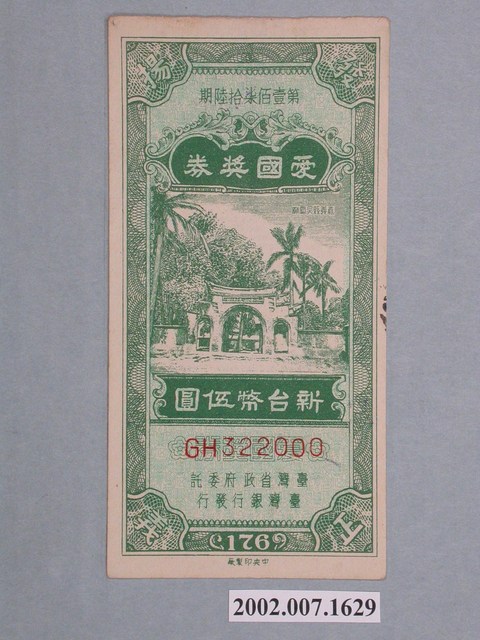 第壹佰柒拾陸期
愛國獎券
新台幣伍圓
GH322000
臺灣省政府委託
臺灣銀行發行
176
中央印製廠
2002.007.1629